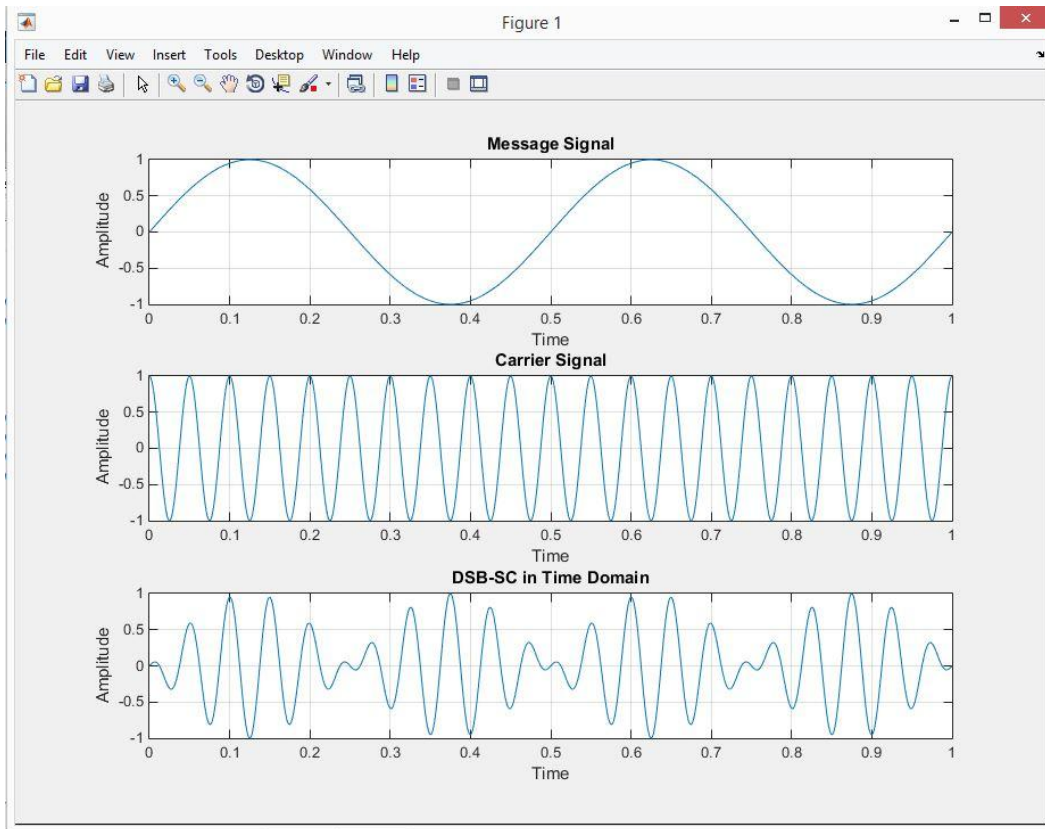 Figure 1
File Edit View Insert Tools Desktop Window Help
Message Signal
Amplitude
1
0.5
0
-0.5
-1
0 0.1 0.2 0.3 0.4 0.5 0.6 0.7 0.8 0.9 1
Time
Carrier Signal
Amplitude
1
0.5
0
-0.5
-1
0 0.1 0.2 0.3 0.4 0.5 0.6 0.7 0.8 0.9 1
Time
DSB-SC in Time Domain
Amplitude
1
0.5
0
-0.5
-1
0 0.1 0.2 0.3 0.4 0.5 0.6 0.7 0.8 0.9 1
Time